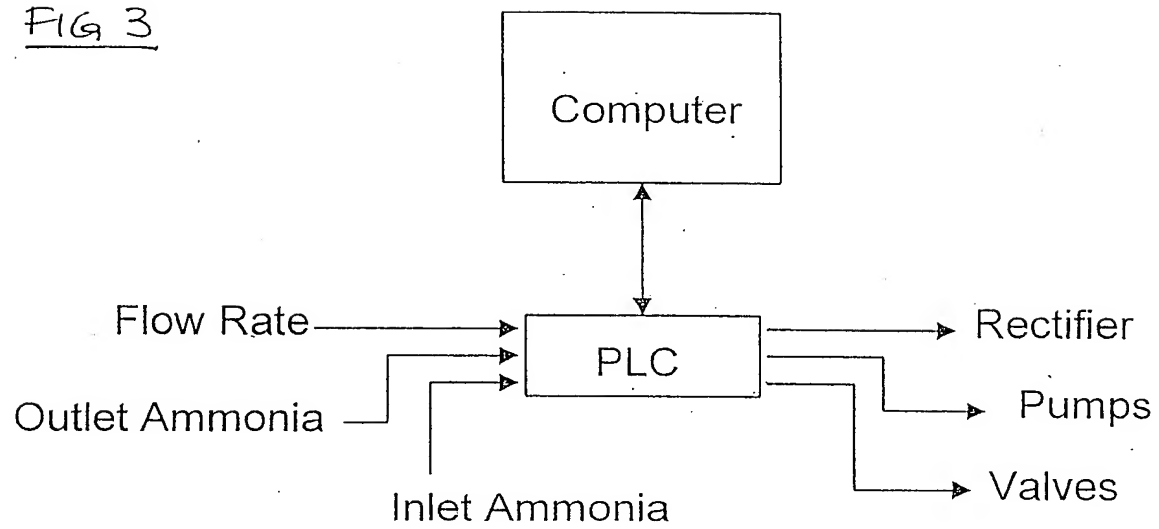 FIG 3
Computer
Flow Rate
PLC
Rectifier
Outlet Ammonia
Pumps
Inlet Ammonia
Valves